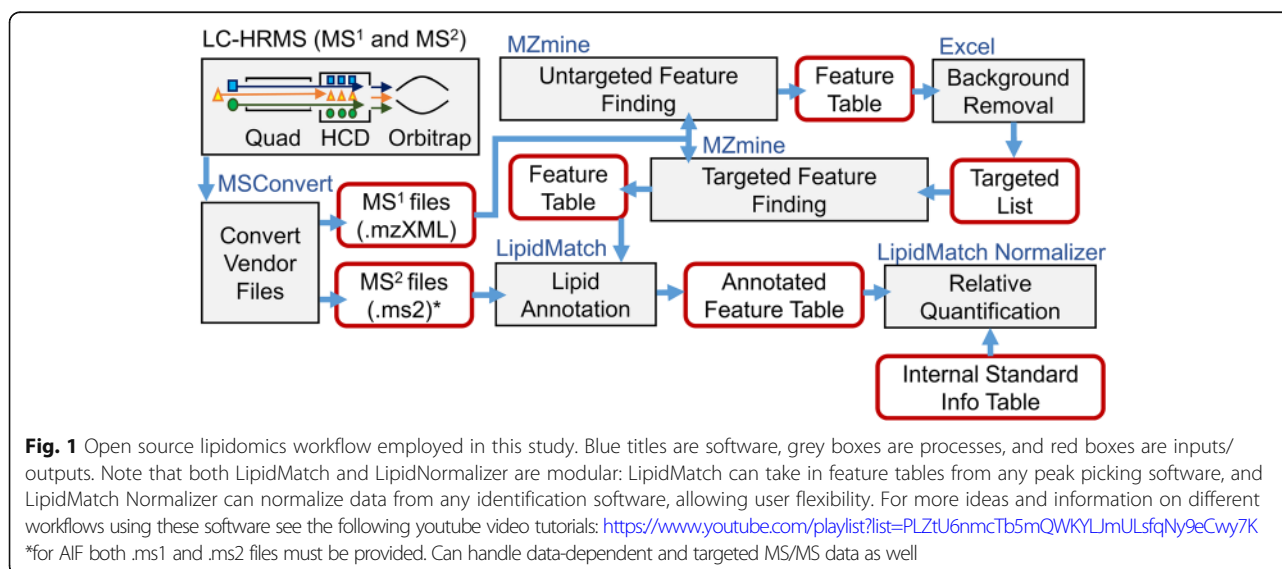 LC-HRMS (MS¹ and MS²)
Quad HCD Orbitrap
MZmine
Untargeted Feature
Finding
Feature
Table
Excel
Background
Removal
MSConvert
Convert
Vendor
Files
MS¹ files
(.mzXML)
MS² files
(.ms2)*
Feature
Table
MZmine
Targeted Feature
Finding
Targeted
List
LipidMatch
Lipid
Annotation
Annotated
Feature Table
LipidMatch Normalizer
Relative
Quantification
Internal Standard
Info Table
Fig. 1 Open source lipidomics workflow employed in this study. Blue titles are software, grey boxes are processes, and red boxes are inputs/
outputs. Note that both LipidMatch and LipidNormalizer are modular: LipidMatch can take in feature tables from any peak picking software, and
LipidMatch Normalizer can normalize data from any identification software, allowing user flexibility. For more ideas and information on different
workflows using these software see the following youtube video tutorials: https://www.youtube.com/playlist?list=PLZtU6nmcTb5mQWKYLJmULsfqNy9eCwy7K
*for AIF both .ms1 and .ms2 files must be provided. Can handle data-dependent and targeted MS/MS data as well